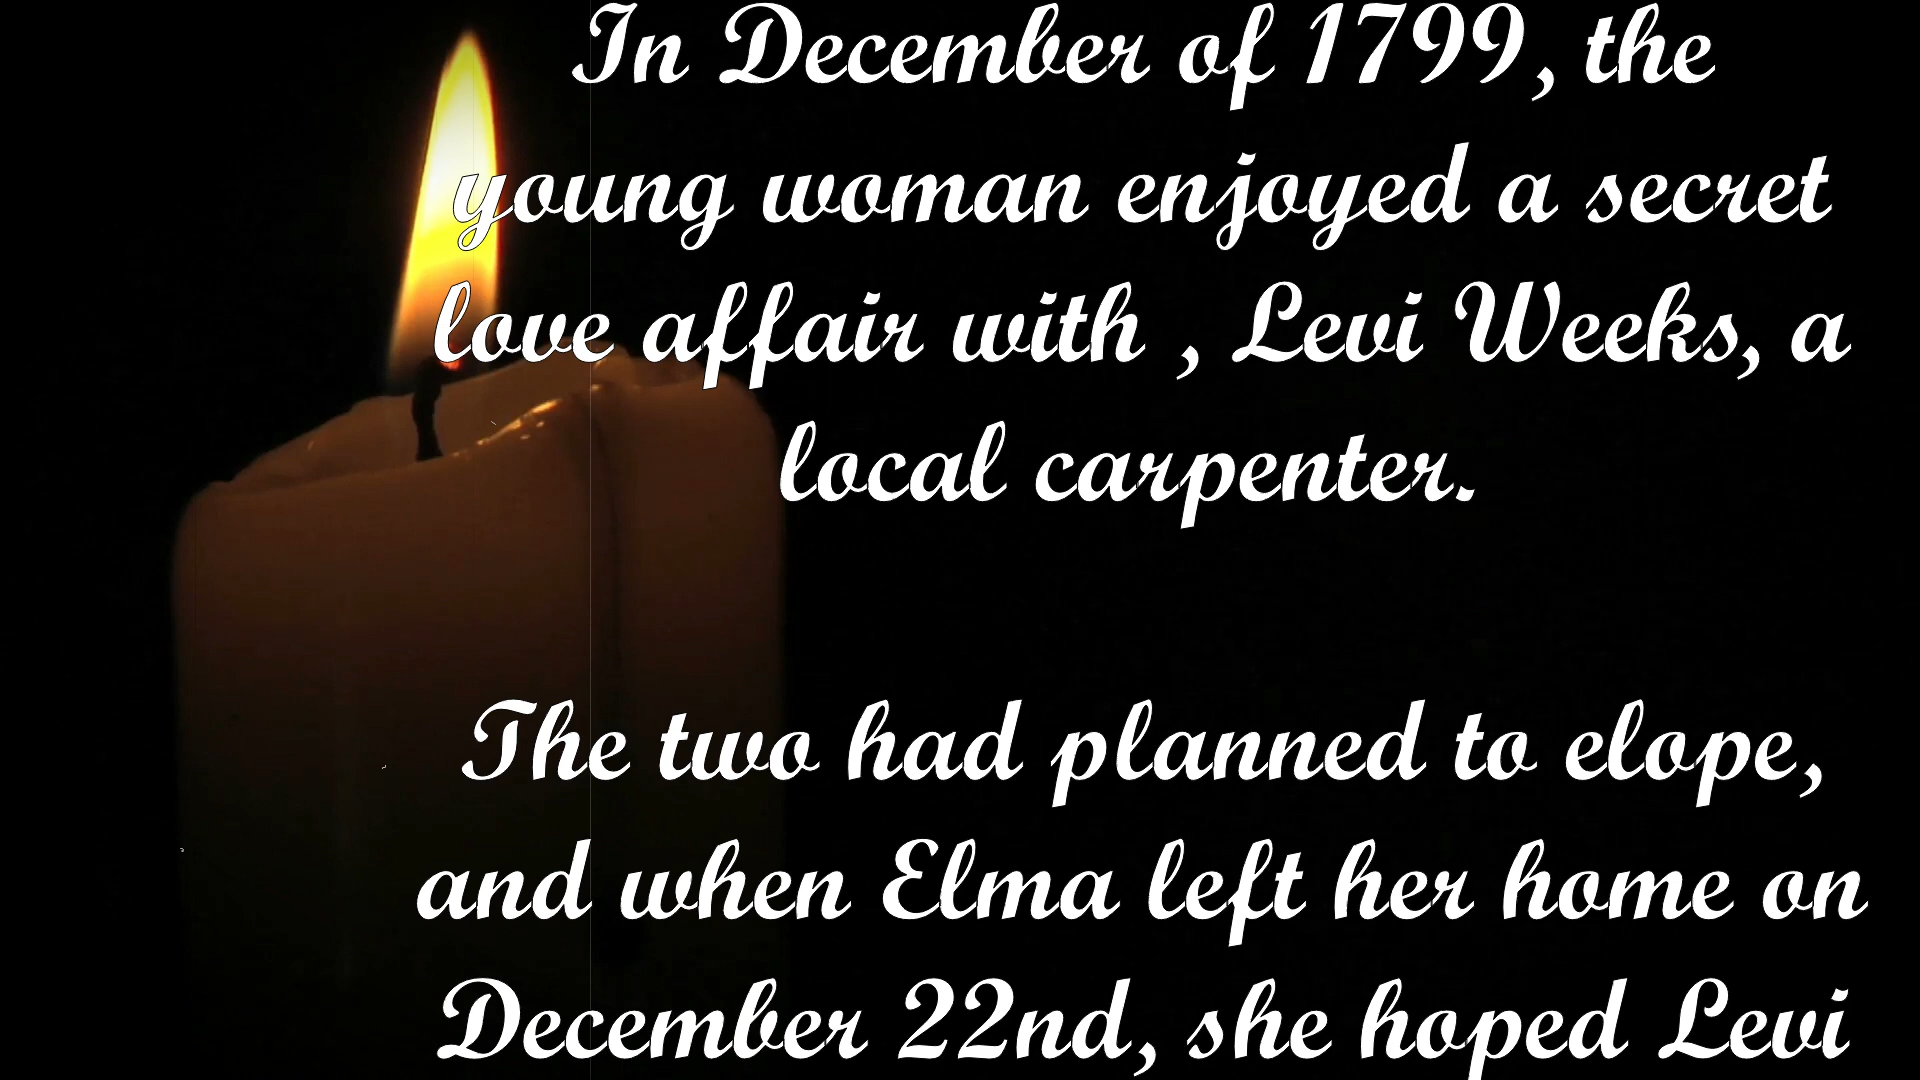 In December of 1799, the
young woman enjoyed a secret
love affair with , Levi Weeks, a
local carpenter.
The two had planned to elope,
and when Elma left her home on
December 22nd, she hoped Levi